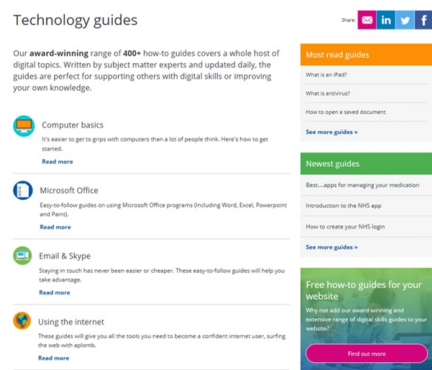 Technology guides
Share:
Our award-winning range of 400+ how-to guides covers a whole host of
digital topics. Written by subject matter experts and updated daily, the
guides are perfect for supporting others with digital skills or improving
your own knowledge.
Computer basics
It's easier to get to grips with computers than a lot of people think. Here's how to get
started.
Read more
Microsoft Office
Easy-to-follow guides on using Microsoft Office programs (including Word, Excel, Powerpoint
and Paint).
Read more
Email & Skype
Staying in touch has never been easier or cheaper. These easy-to-follow guides will help you
take advantage.
Read more
Using the internet
These guides will give you all the tools you need to become a confident internet user, surfing
the web with aplomb.
Read more
Most read guides
What is an iPad?
What is antivirus?
How to open a saved document
See more guides »
Newest guides
Best....apps for managing your medication
Introduction to the NHS app
How to create your NHS login
See more guides »
Free how-to guides for your
website
Why not add our award-winning and
extensive range of digital skills guides to your
website?
Find out more